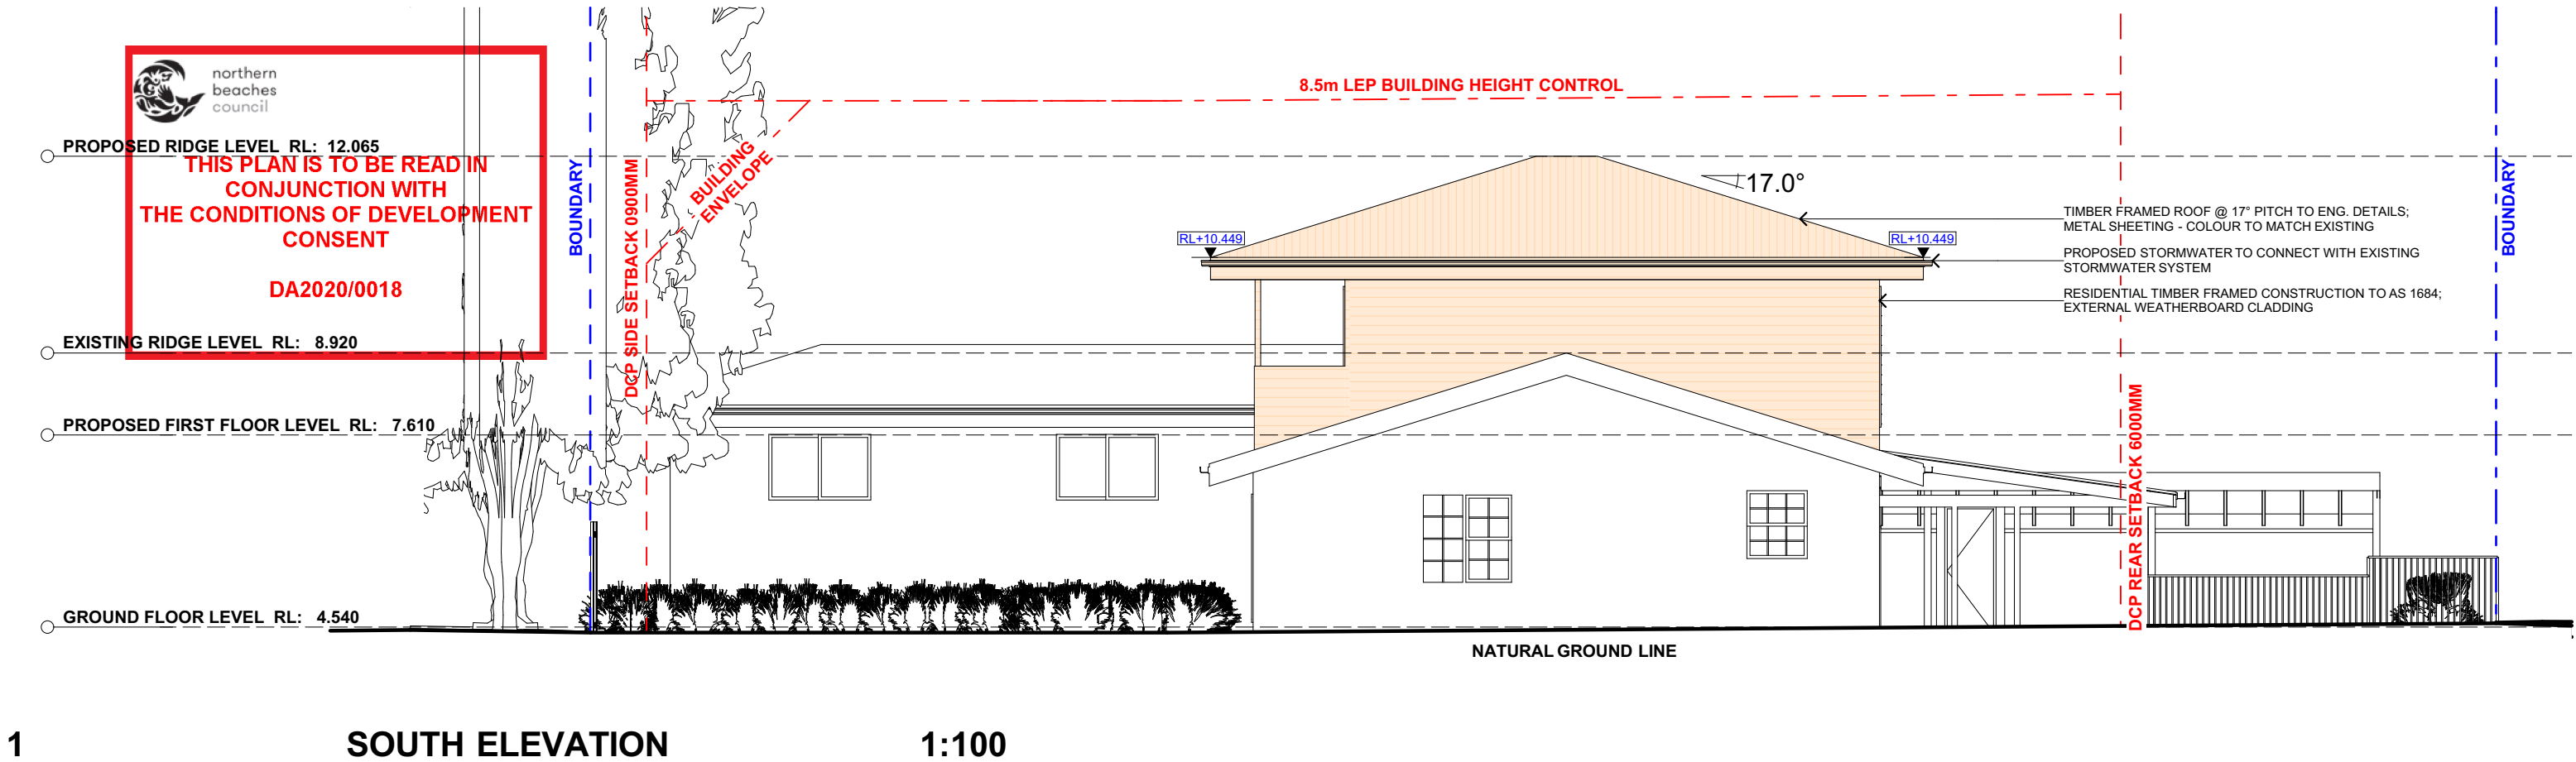 northern
beaches
council
8.5m LEP BUILDING HEIGHT CONTROL
PROPOSED RIDGE LEVEL RL: 12.065
THIS PLAN IS TO BE READ IN
CONJUNCTION WITH
THE CONDITIONS OF DEVELOPMENT
CONSENT
DA2020/0018
BOUNDARY
DCP SIDE SETBACK 0900MM
BUILDING
ENVELOPE
17.0°
RL+10.449
RL+10.449
TIMBER FRAMED ROOF @ 17° PITCH TO ENG. DETAILS;
METAL SHEETING - COLOUR TO MATCH EXISTING
PROPOSED STORMWATER TO CONNECT WITH EXISTING
STORMWATER SYSTEM
RESIDENTIAL TIMBER FRAMED CONSTRUCTION TO AS 1684;
EXTERNAL WEATHERBOARD CLADDING
BOUNDARY
EXISTING RIDGE LEVEL RL: 8.920
PROPOSED FIRST FLOOR LEVEL RL: 7.610
DCP REAR SETBACK 6000MM
GROUND FLOOR LEVEL RL: 4.540
NATURAL GROUND LINE
1 SOUTH ELEVATION 1:100